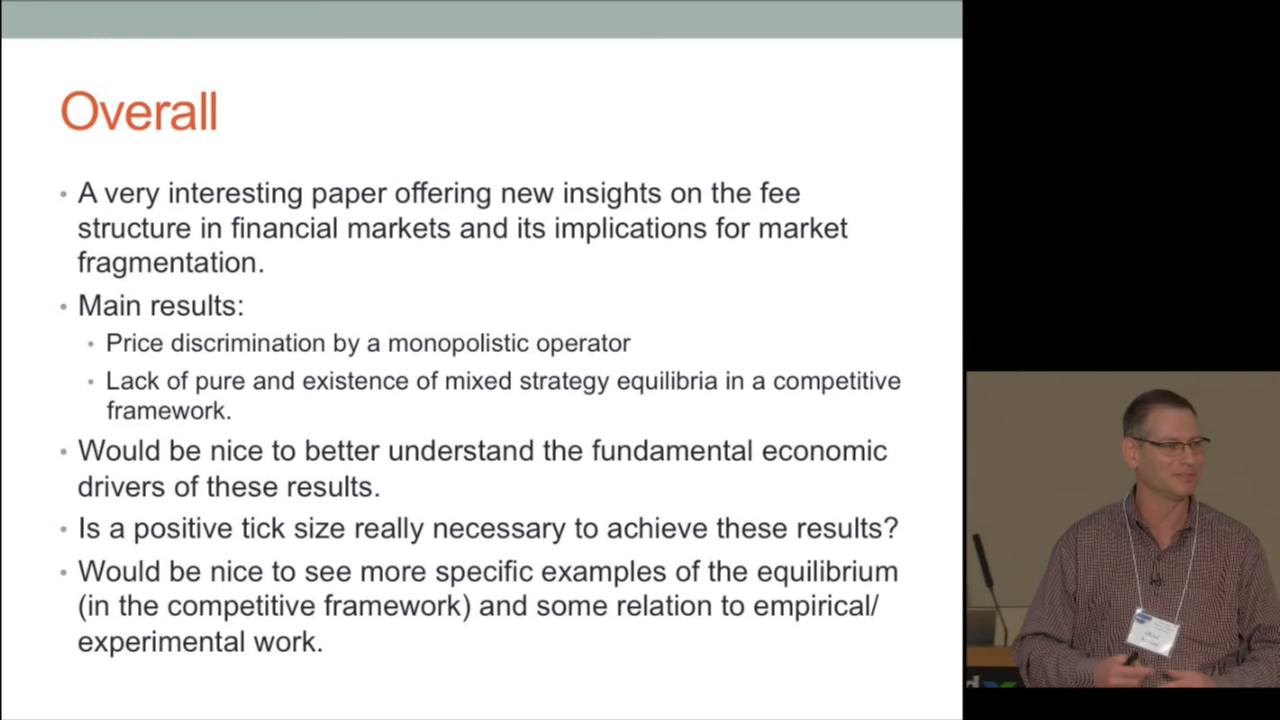 Overall
• A very interesting paper offering new insights on the fee
structure in financial markets and its implications for market
fragmentation.
• Main results:
• Price discrimination by a monopolistic operator
• Lack of pure and existence of mixed strategy equilibria in a competitive
framework.
• Would be nice to better understand the fundamental economic
drivers of these results.
• Is a positive tick size really necessary to achieve these results?
• Would be nice to see more specific examples of the equilibrium
(in the competitive framework) and some relation to empirical/
experimental work.